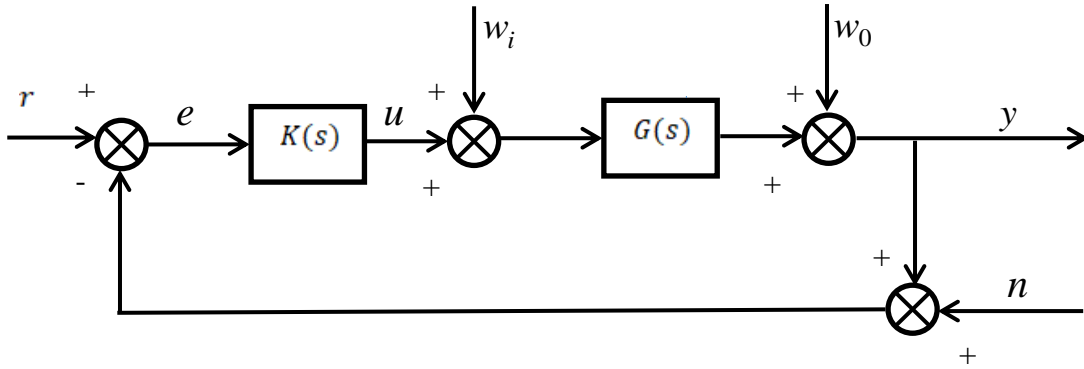 w_i
w_0
r + e K(s) u + G(s) + y
- + +
+ n
+